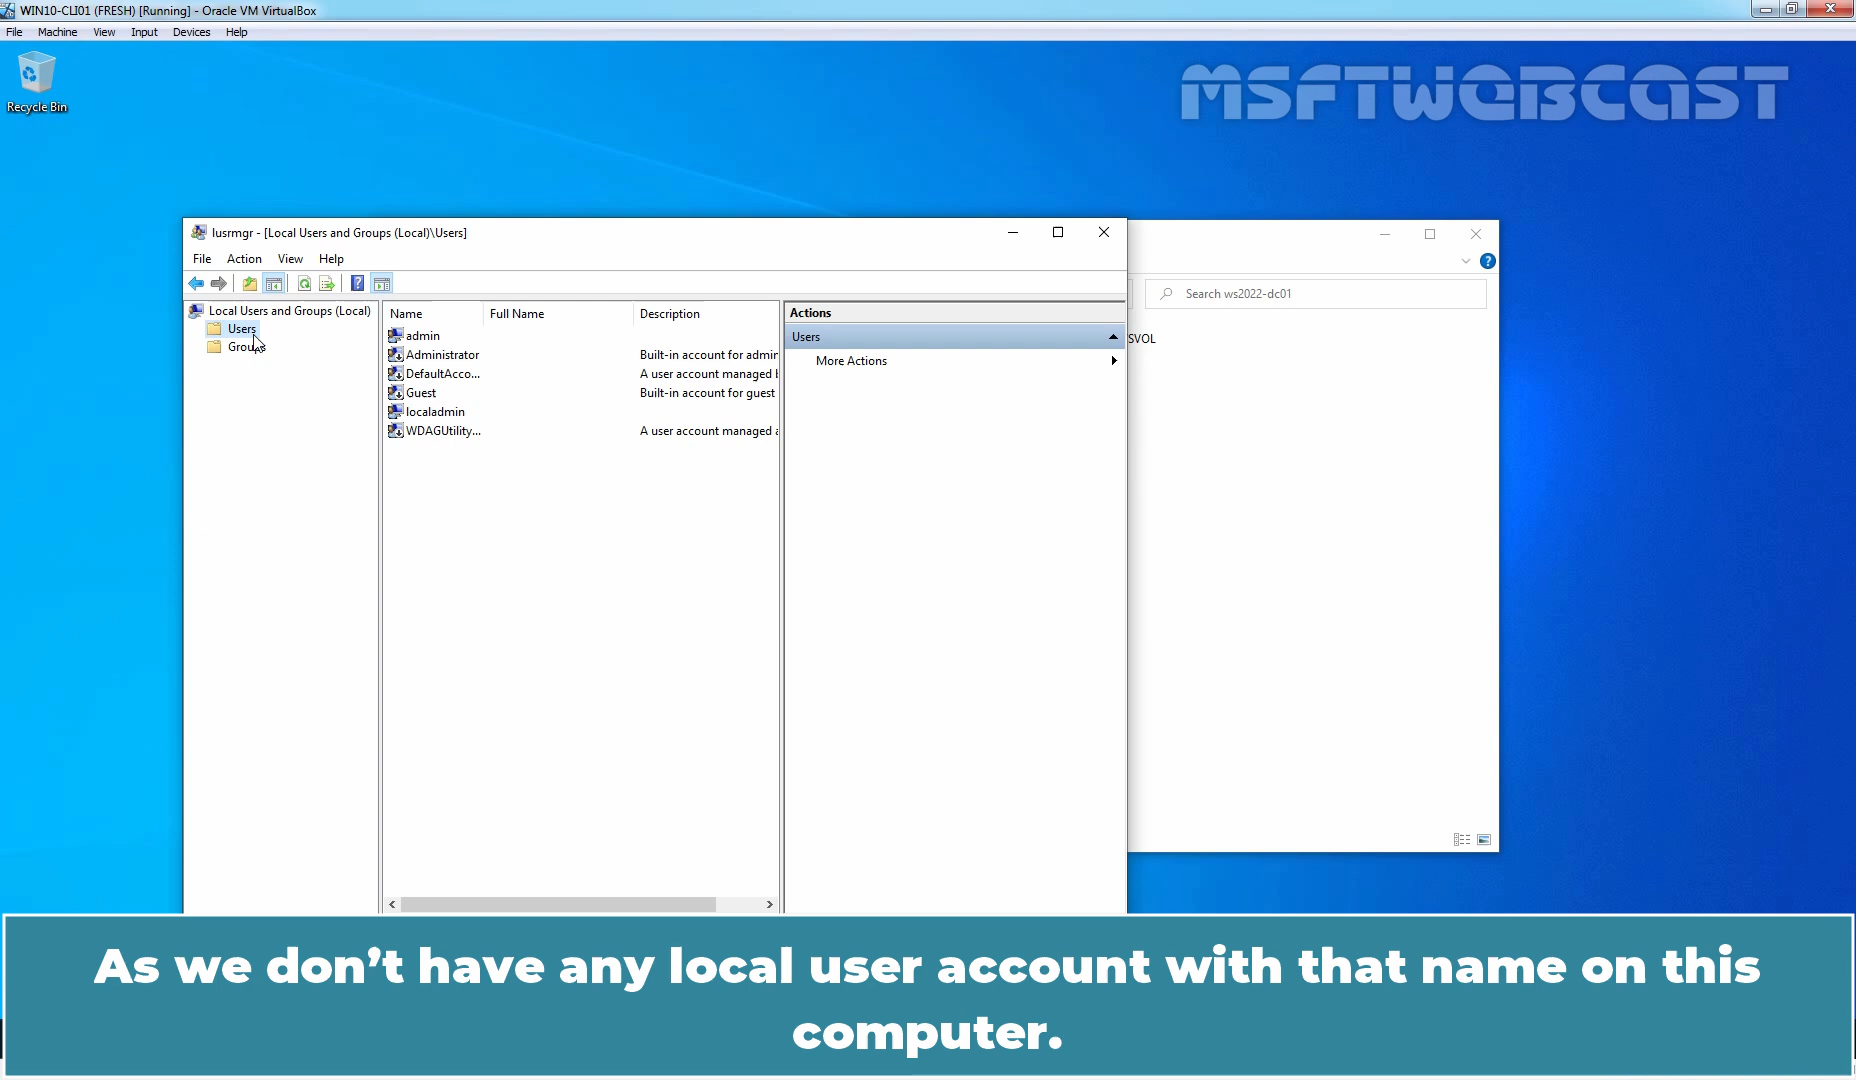 WIN10-CLI01 (FRESH) [Running] - Oracle VM VirtualBox
File Machine View Input Devices Help
Recycle Bin
MSFTWEBCAST
lusrmgr - [Local Users and Groups (Local)\Users]
File Action View Help
Search ws2022-dc01
Local Users and Groups (Local)
Users
Groups
Name Full Name Description
admin
Administrator Built-in account for admin
DefaultAcco... A user account managed b
Guest Built-in account for guest
localadmin
WDAGUtility... A user account managed a
Actions
Users
More Actions
SVOL
As we don’t have any local user account with that name on this
computer.